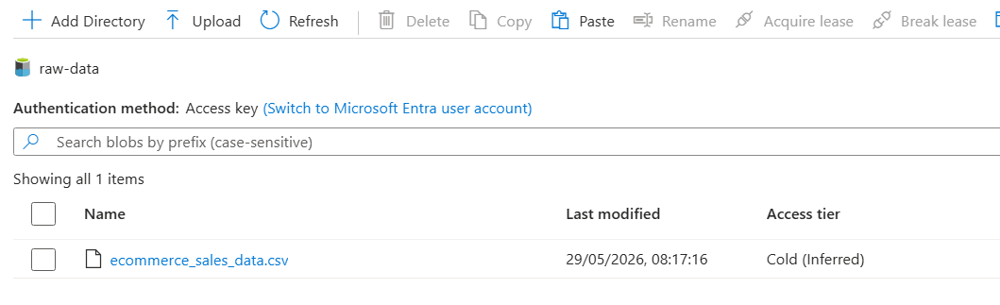 Add Directory Upload Refresh Delete Copy Paste Rename Acquire lease Break lease
raw-data
Authentication method: Access key (Switch to Microsoft Entra user account)
Search blobs by prefix (case-sensitive)
Showing all 1 items
Name Last modified Access tier
ecommerce_sales_data.csv 29/05/2026, 08:17:16 Cold (Inferred)